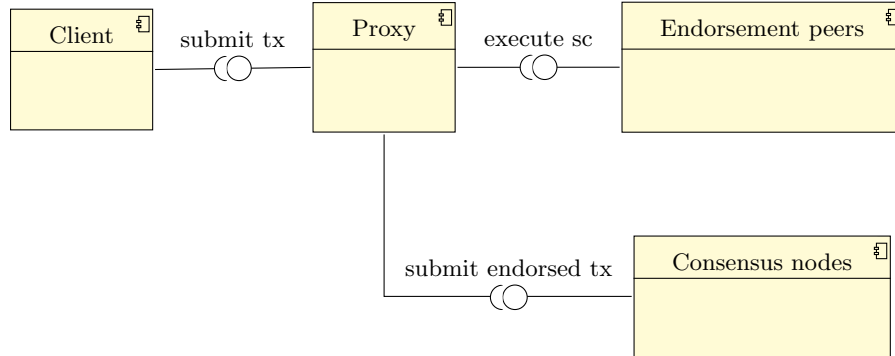 Client
submit tx
Proxy
execute sc
Endorsement peers
submit endorsed tx
Consensus nodes